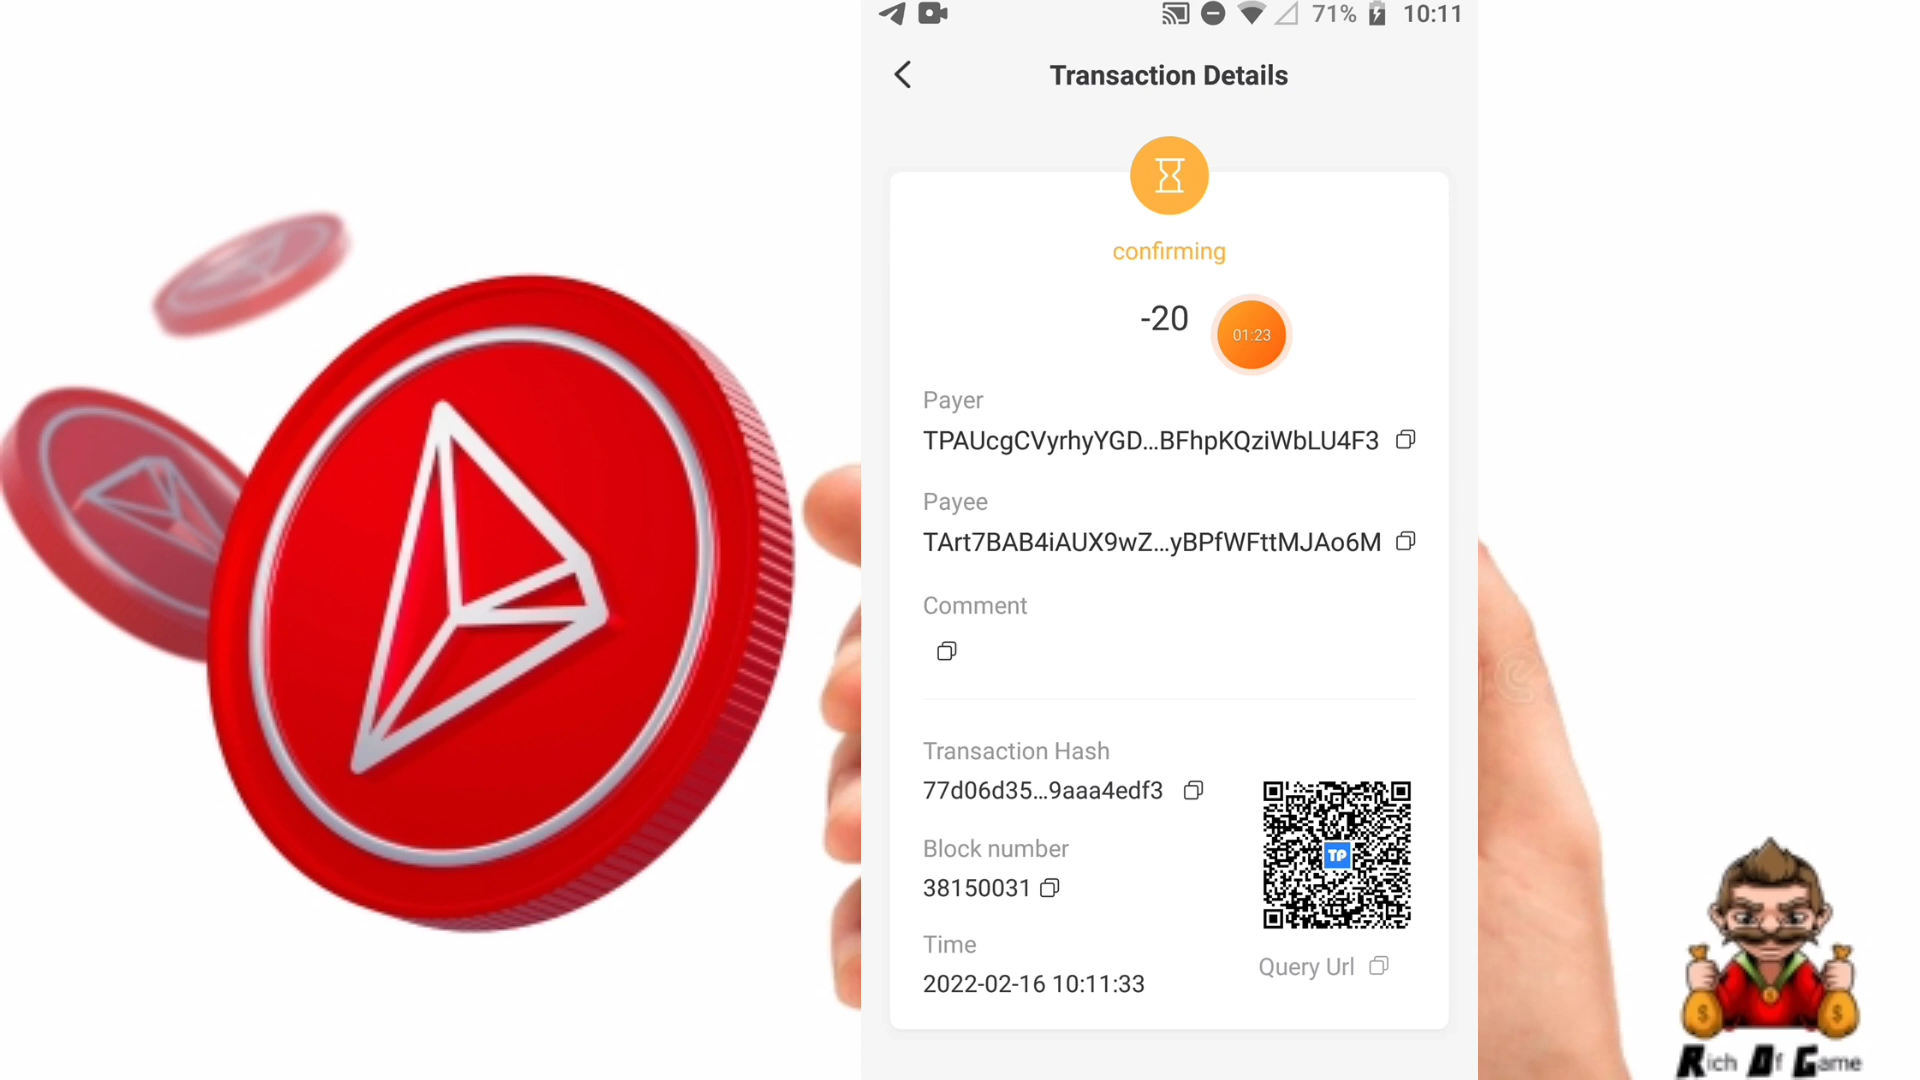 71% 10:11
Transaction Details
confirming
-20
01:23
Payer
TPAUcgCVyrhyYGD...BFhpKQziWbLU4F3
Payee
TArt7BAB4iAUX9wZ...yBPfWFttMJAo6M
Comment
Transaction Hash
77d06d35...9aaa4edf3
Block number
38150031
TP
Time
2022-02-16 10:11:33
Query Url
$ $
Rich Of Game